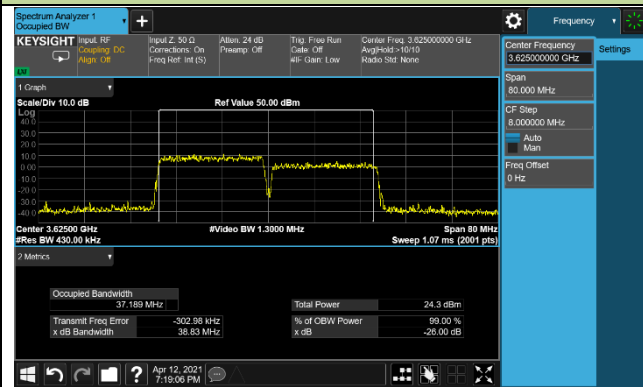 Spectrum Analyzer 1
Occupied BW
+
Frequency
KEYSIGHT
Input: RF
Coupling: DC
Align: Off
Input Z: 50 Ω
Corrections: On
Freq Ref: Int (S)
Atten: 24 dB
Preamp: Off
Trig: Free Run
Gate: Off
#IF Gain: Low
Center Freq: 3.625000000 GHz
Avg|Hold:>10/10
Radio Std: None
LXI
Center Frequency
3.625000000 GHz
Settings
Span
80.000 MHz
CF Step
8.000000 MHz
Auto
Man
Freq Offset
0 Hz
1 Graph
Scale/Div 10.0 dB
Ref Value 50.00 dBm
Log
40.0
30.0
20.0
10.0
0.00
-10.0
-20.0
-30.0
-40.0
Center 3.62500 GHz
#Video BW 1.3000 MHz
Span 80 MHz
#Res BW 430.00 kHz
Sweep 1.07 ms (2001 pts)
2 Metrics
Occupied Bandwidth
37.189 MHz
Total Power
24.3 dBm
Transmit Freq Error
-302.98 kHz
% of OBW Power
99.00 %
x dB Bandwidth
38.83 MHz
x dB
-26.00 dB
?
Apr 12, 2021
7:19:06 PM